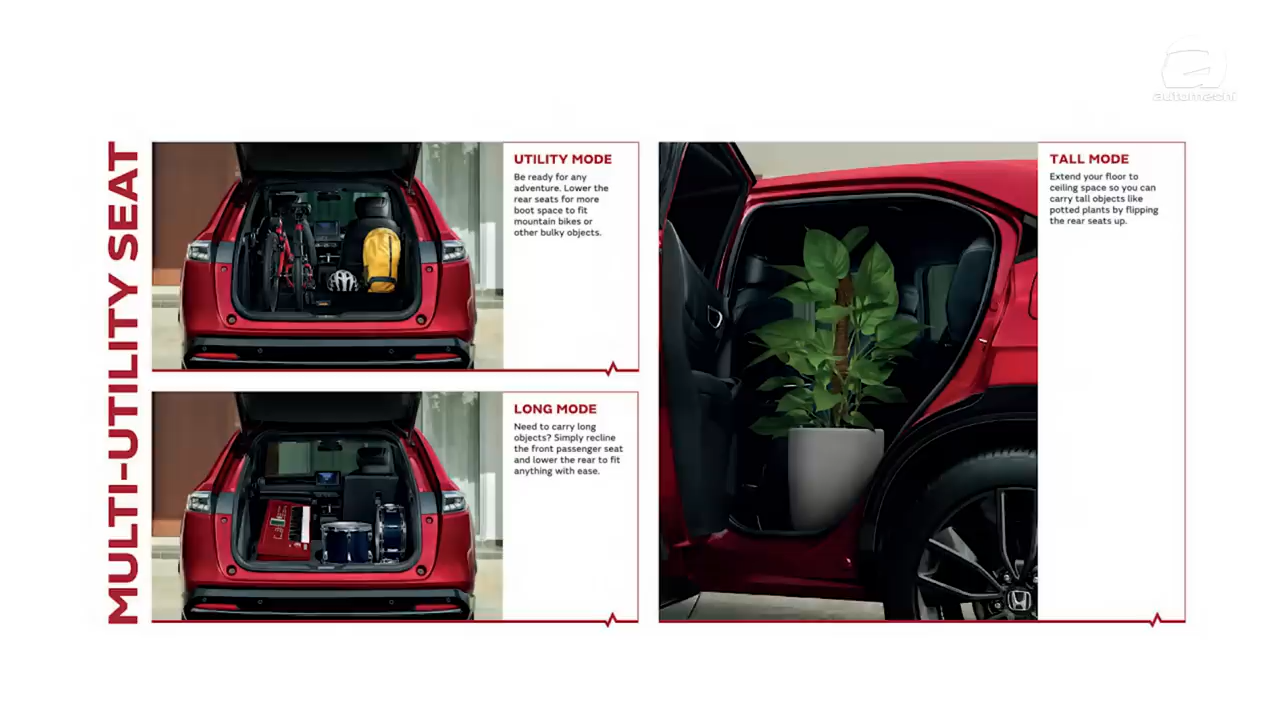 automachi
MULTI-UTILITY SEAT
UTILITY MODE
Be ready for any
adventure. Lower the
rear seats for more
boot space to fit
mountain bikes or
other bulky objects.
LONG MODE
Need to carry long
objects? Simply recline
the front passenger seat
and lower the rear to fit
anything with ease.
TALL MODE
Extend your floor to
ceiling space so you can
carry tall objects like
potted plants by flipping
the rear seats up.